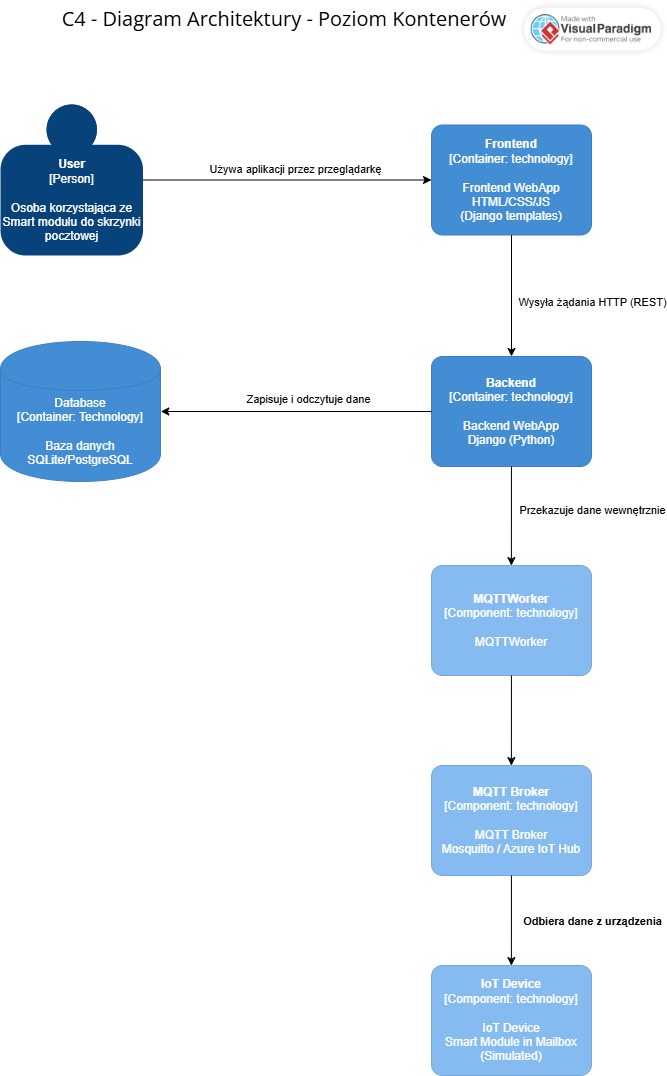 C4 - Diagram Architektury - Poziom Kontenerów
Made with
VisualParadigm
For non-commercial use
User
[Person]
Osoba korzystająca ze
Smart modułu do skrzynki
pocztowej
Używa aplikacji przez przeglądarkę
Frontend
[Container: technology]
Frontend WebApp
HTML/CSS/JS
(Django templates)
Wysyła żądania HTTP (REST)
Database
[Container: Technology]
Baza danych
SQLite/PostgreSQL
Zapisuje i odczytuje dane
Backend
[Container: technology]
Backend WebApp
Django (Python)
Przekazuje dane wewnętrznie
MQTTWorker
[Component: technology]
MQTTWorker
MQTT Broker
[Component: technology]
MQTT Broker
Mosquitto / Azure IoT Hub
Odbiera dane z urządzenia
IoT Device
[Component: technology]
IoT Device
Smart Module in Mailbox
(Simulated)